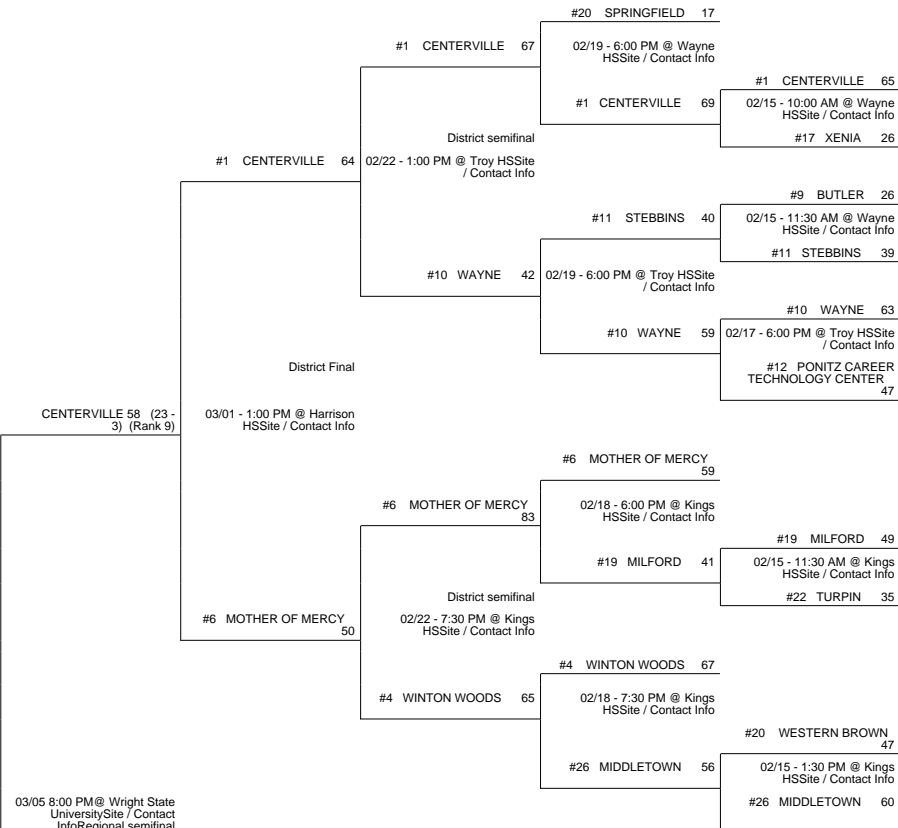 #20 SPRINGFIELD 17
#1 CENTERVILLE 67
02/19 - 6:00 PM @ Wayne
HSSite / Contact Info
#1 CENTERVILLE 65
#1 CENTERVILLE 69
02/15 - 10:00 AM @ Wayne
HSSite / Contact Info
District semifinal
#17 XENIA 26
#1 CENTERVILLE 64
02/22 - 1:00 PM @ Troy HSSite
/ Contact Info
#9 BUTLER 26
#11 STEBBINS 40
02/15 - 11:30 AM @ Wayne
HSSite / Contact Info
#11 STEBBINS 39
#10 WAYNE 42
02/19 - 6:00 PM @ Troy HSSite
/ Contact Info
#10 WAYNE 63
#10 WAYNE 59
02/17 - 6:00 PM @ Troy HSSite
/ Contact Info
District Final
#12 PONITZ CAREER
TECHNOLOGY CENTER
47
CENTERVILLE 58 (23 -
3) (Rank 9)
03/01 - 1:00 PM @ Harrison
HSSite / Contact Info
#6 MOTHER OF MERCY
59
#6 MOTHER OF MERCY
83
02/18 - 6:00 PM @ Kings
HSSite / Contact Info
#19 MILFORD 49
#19 MILFORD 41
02/15 - 11:30 AM @ Kings
HSSite / Contact Info
District semifinal
#22 TURPIN 35
#6 MOTHER OF MERCY
50
02/22 - 7:30 PM @ Kings
HSSite / Contact Info
#4 WINTON WOODS 67
#4 WINTON WOODS 65
02/18 - 7:30 PM @ Kings
HSSite / Contact Info
#20 WESTERN BROWN
47
#26 MIDDLETOWN 56
02/15 - 1:30 PM @ Kings
HSSite / Contact Info
#26 MIDDLETOWN 60
03/05 8:00 PM@ Wright State
UniversitySite / Contact
InfoRegional semifinal